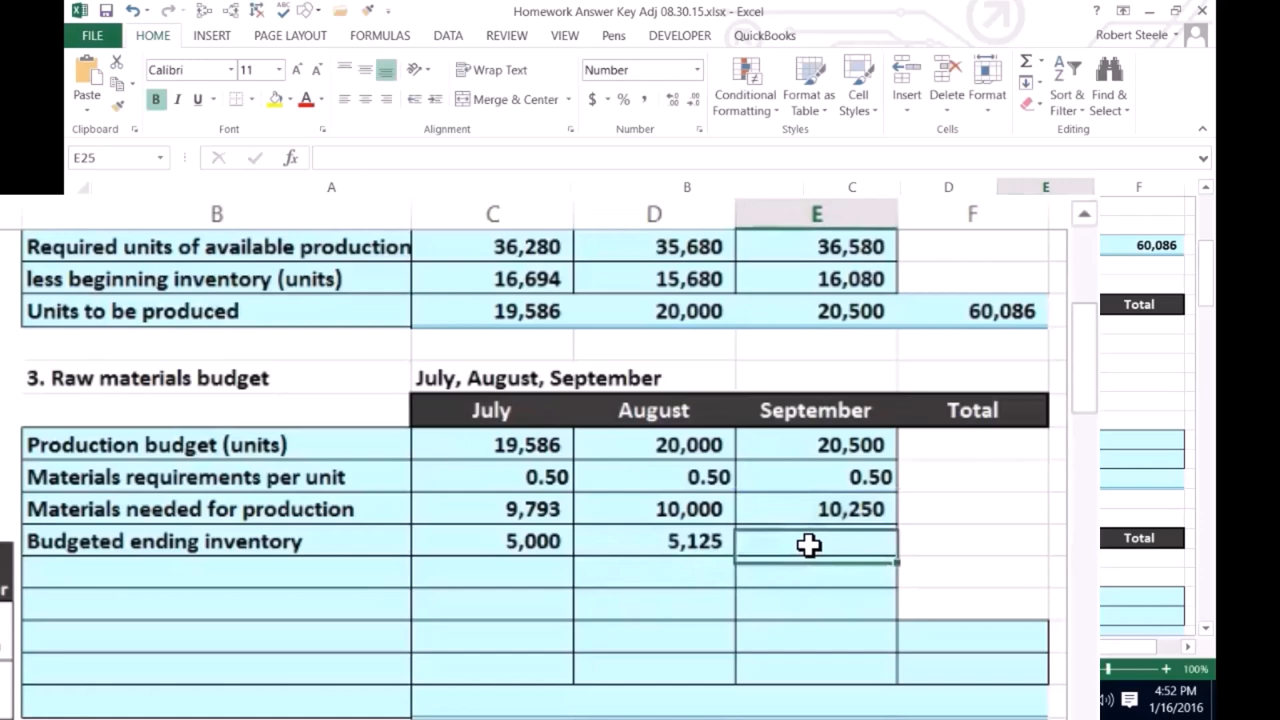 Homework Answer Key Adj 08.30.15.xlsx - Excel
?
FILE HOME INSERT PAGE LAYOUT FORMULAS DATA REVIEW VIEW Pens DEVELOPER QuickBooks Robert Steele
Paste
Calibri 11
B I U
Wrap Text
Merge & Center
Number
$ % ,
Conditional Formatting
Format as Table
Cell Styles
Insert Delete Format
Sort & Filter
Find & Select
Clipboard Font Alignment Number Styles Cells Editing
E25 fx
A B C D E F
B C D E F
Required units of available production 36,280 35,680 36,580
less beginning inventory (units) 16,694 15,680 16,080
Units to be produced 19,586 20,000 20,500 60,086
3. Raw materials budget July, August, September
July August September Total
Production budget (units) 19,586 20,000 20,500
Materials requirements per unit 0.50 0.50 0.50
Materials needed for production 9,793 10,000 10,250
Budgeted ending inventory 5,000 5,125
r
60,086
Total
Total
100%
4:52 PM
1/16/2016